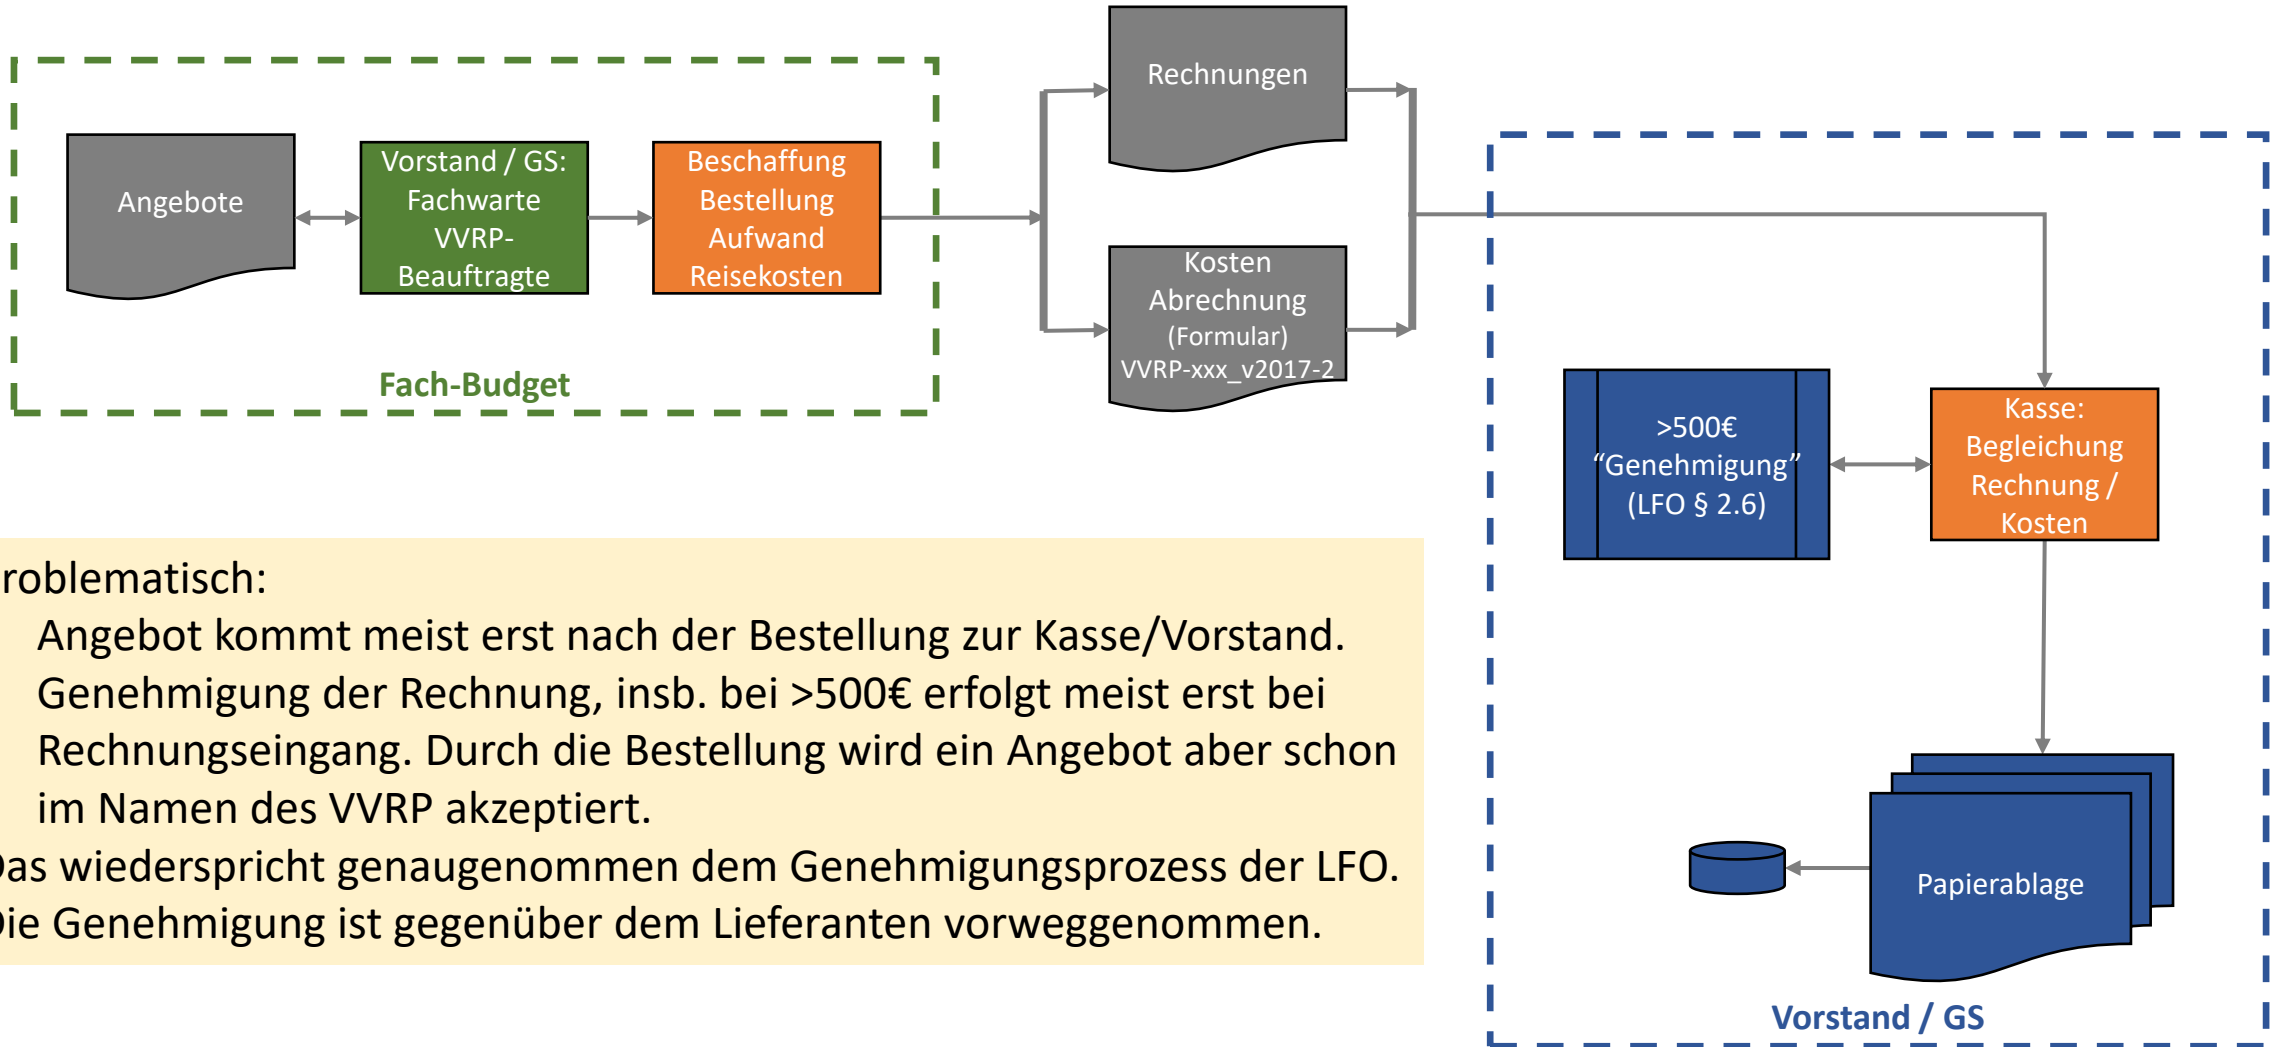 Rechnungen
Angebote
Vorstand / GS:
Fachwarte
VVRP-
Beauftragte
Beschaffung
Bestellung
Aufwand
Reisekosten
Kosten
Abrechnung
(Formular)
VVRP-xxx_v2017-2
Fach-Budget
>500€
“Genehmigung”
(LFO § 2.6)
Kasse:
Begleichung
Rechnung /
Kosten
roblematisch:
Angebot kommt meist erst nach der Bestellung zur Kasse/Vorstand.
Genehmigung der Rechnung, insb. bei >500€ erfolgt meist erst bei
Rechnungseingang. Durch die Bestellung wird ein Angebot aber schon
im Namen des VVRP akzeptiert.
Das wiederspricht genaugenommen dem Genehmigungsprozess der LFO.
Die Genehmigung ist gegenüber dem Lieferanten vorweggenommen.
Papierablage
Vorstand / GS